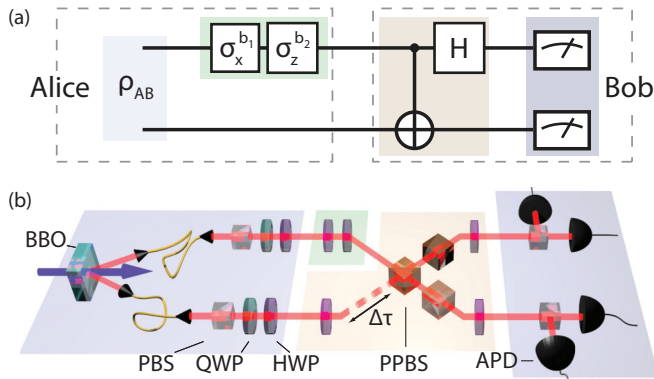 (a)
Alice
ρAB
σx^b1
σz^b2
H
Bob
(b)
BBO
Δτ
PBS
QWP
HWP
PPBS
APD